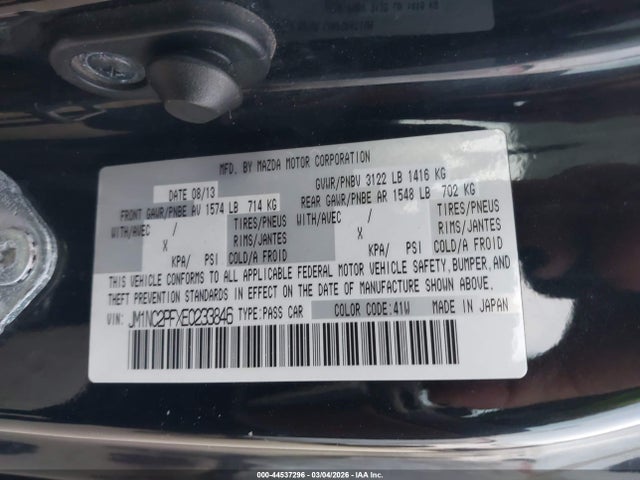 MFD. BY MAZDA MOTOR CORPORATION
DATE 08/13
GVWR/PNBV 3122 LB 1416 KG
FRONT GAWR/PNBE AV 1574 LB 714 KG
REAR GAWR/PNBE AR 1548 LB 702 KG
WITH/AVEC / TIRES/PNEUS
WITH/AVEC / TIRES/PNEUS
X RIMS/JANTES
X RIMS/JANTES
KPA/ PSI COLD/A FROID
KPA/ PSI COLD/A FROID
THIS VEHICLE CONFORMS TO ALL APPLICABLE FEDERAL MOTOR VEHICLE SAFETY, BUMPER, AND
THEFT PREVENTION STANDARDS IN EFFECT ON THE DATE OF MANUFACTURE SHOWN ABOVE.
VIN: JM1NC2PFXE0233846 TYPE:PASS CAR COLOR CODE:41W MADE IN JAPAN
000-44537296 - 03/04/2026 - IAA Inc.